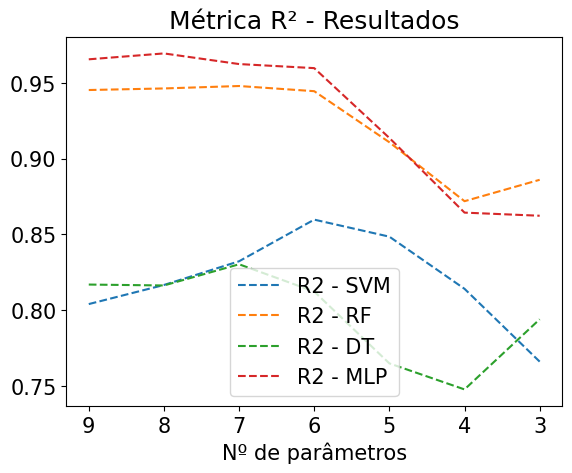 Métrica R² - Resultados
0.95
0.90
0.85
0.80
0.75
R2 - SVM
R2 - RF
R2 - DT
R2 - MLP
9 8 7 6 5 4 3
Nº de parâmetros